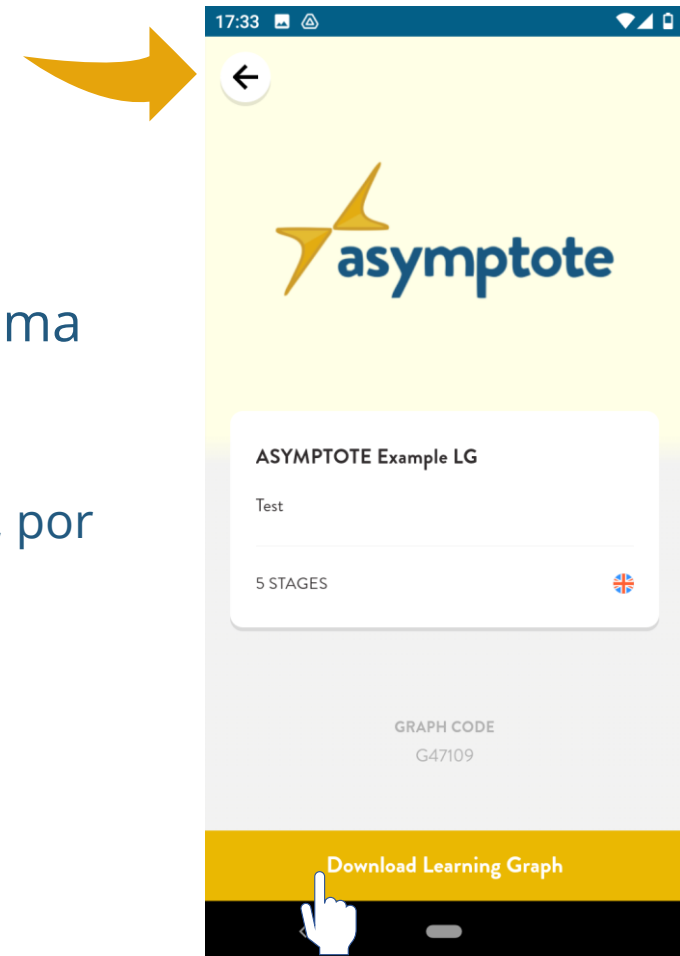 17:33
asymptote
ma
por
ASYMPTOTE Example LG
Test
5 STAGES
GRAPH CODE
G47109
Download Learning Graph